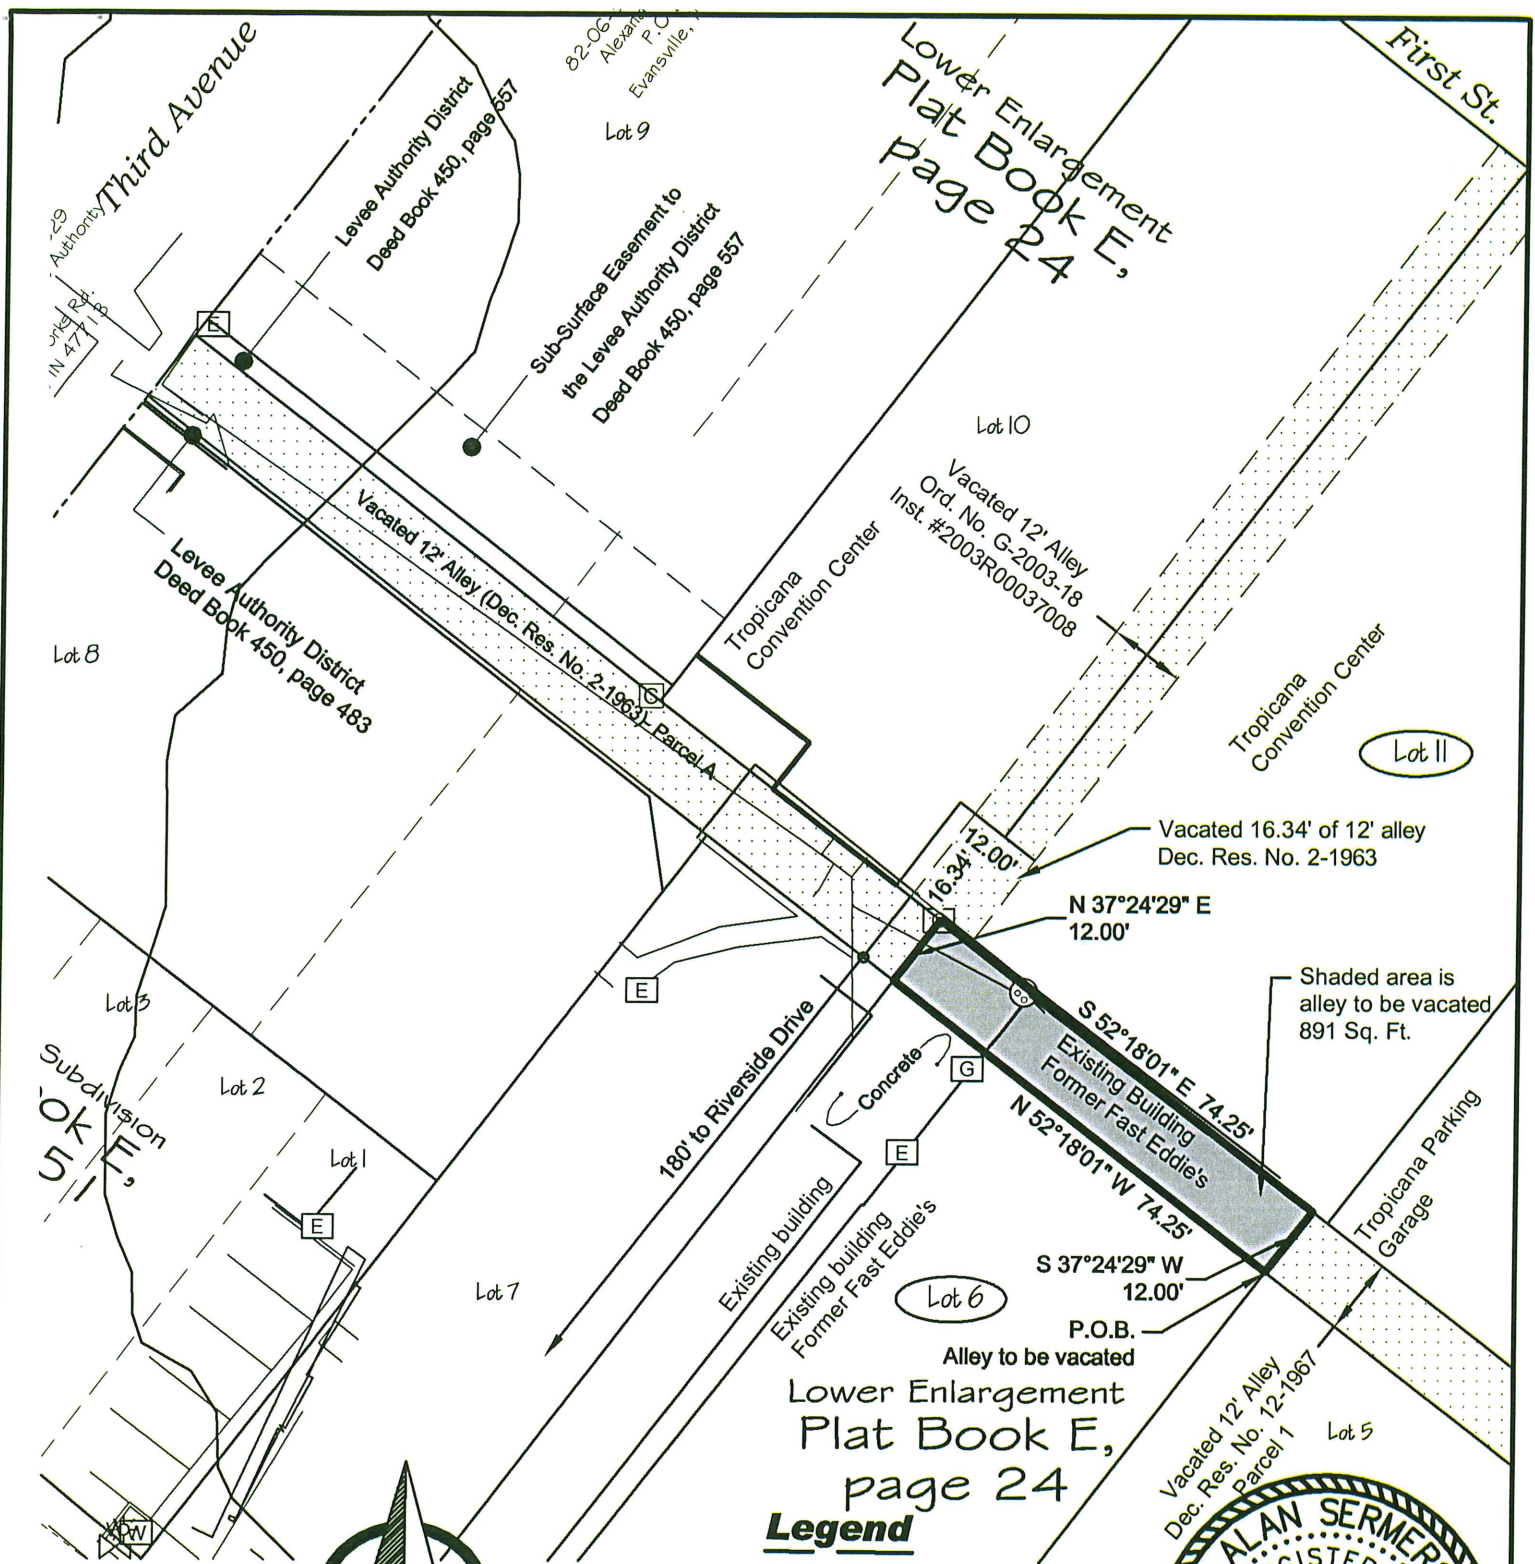 First St.
Third Avenue
82-06-
P.O.
Evansville,
Lot 9
Levee Authority District
Deed Book 450, page 557
Lower Enlargement
Plat Book E,
page 24
Sub-Surface Easement to
the Levee Authority District
Deed Book 450, page 557
Authority
Rd.
IN 4771
E
Lot 10
Vacated 12' Alley
Ord. No. G-2003-18
Inst. #2003R00037008
Tropicana
Convention Center
Vacated 12' Alley (Dec. Res. No. 2-1963)- Parcel A
Levee Authority District
Deed Book 450, page 483
Lot 8
C
Tropicana
Convention Center
Lot 11
12.00'
16.34'
Vacated 16.34' of 12' alley
Dec. Res. No. 2-1963
N 37°24'29" E
12.00'
Shaded area is
alley to be vacated
891 Sq. Ft.
S 52°18'01" E 74.25'
Existing Building
Former Fast Eddie's
N 52°18'01" W 74.25'
E
Lot 3
Lot 2
Lot 1
Subdivision
E,
E
180' to Riverside Drive
Concrete
G
E
Existing building
Existing building
Former Fast Eddie's
Lot 7
Tropicana Parking
Garage
S 37°24'29" W
12.00'
Lot 6
P.O.B.
Alley to be vacated
Lower Enlargement
Plat Book E,
page 24
Vacated 12' Alley
Dec. Res. No. 12-1967
Parcel 1
Lot 5
W
Legend
ALAN SERMER